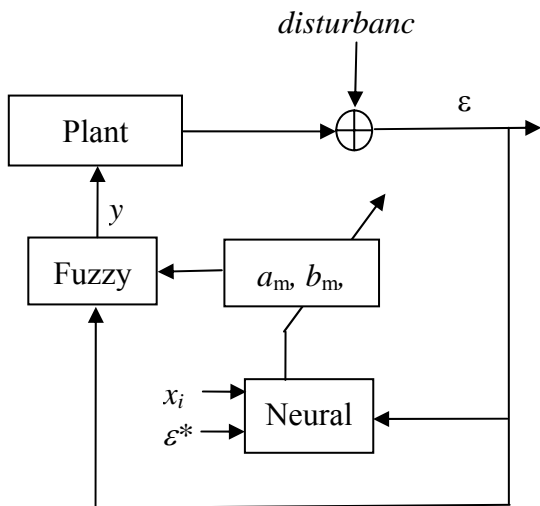 disturbanc
ε
Plant
y
Fuzzy
aₘ, bₘ,
xᵢ
ε*
Neural